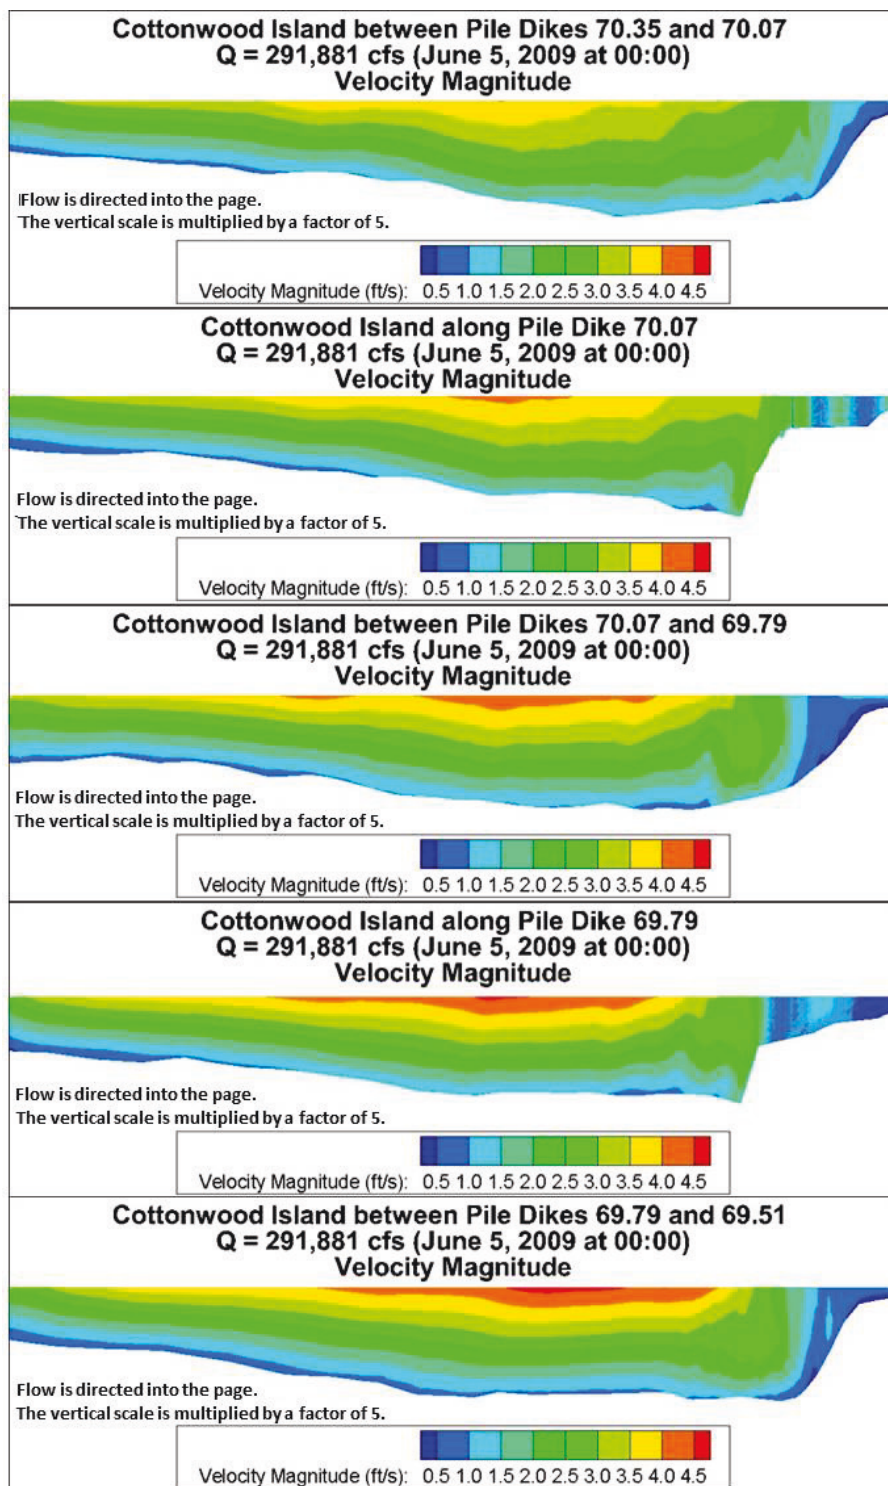 Cottonwood Island between Pile Dikes 70.35 and 70.07
Q = 291,881 cfs (June 5, 2009 at 00:00)
Velocity Magnitude
Flow is directed into the page.
The vertical scale is multiplied by a factor of 5.
Velocity Magnitude (ft/s): 0.5 1.0 1.5 2.0 2.5 3.0 3.5 4.0 4.5
Cottonwood Island along Pile Dike 70.07
Q = 291,881 cfs (June 5, 2009 at 00:00)
Velocity Magnitude
Flow is directed into the page.
The vertical scale is multiplied by a factor of 5.
Velocity Magnitude (ft/s): 0.5 1.0 1.5 2.0 2.5 3.0 3.5 4.0 4.5
Cottonwood Island between Pile Dikes 70.07 and 69.79
Q = 291,881 cfs (June 5, 2009 at 00:00)
Velocity Magnitude
Flow is directed into the page.
The vertical scale is multiplied by a factor of 5.
Velocity Magnitude (ft/s): 0.5 1.0 1.5 2.0 2.5 3.0 3.5 4.0 4.5
Cottonwood Island along Pile Dike 69.79
Q = 291,881 cfs (June 5, 2009 at 00:00)
Velocity Magnitude
Flow is directed into the page.
The vertical scale is multiplied by a factor of 5.
Velocity Magnitude (ft/s): 0.5 1.0 1.5 2.0 2.5 3.0 3.5 4.0 4.5
Cottonwood Island between Pile Dikes 69.79 and 69.51
Q = 291,881 cfs (June 5, 2009 at 00:00)
Velocity Magnitude
Flow is directed into the page.
The vertical scale is multiplied by a factor of 5.
Velocity Magnitude (ft/s): 0.5 1.0 1.5 2.0 2.5 3.0 3.5 4.0 4.5